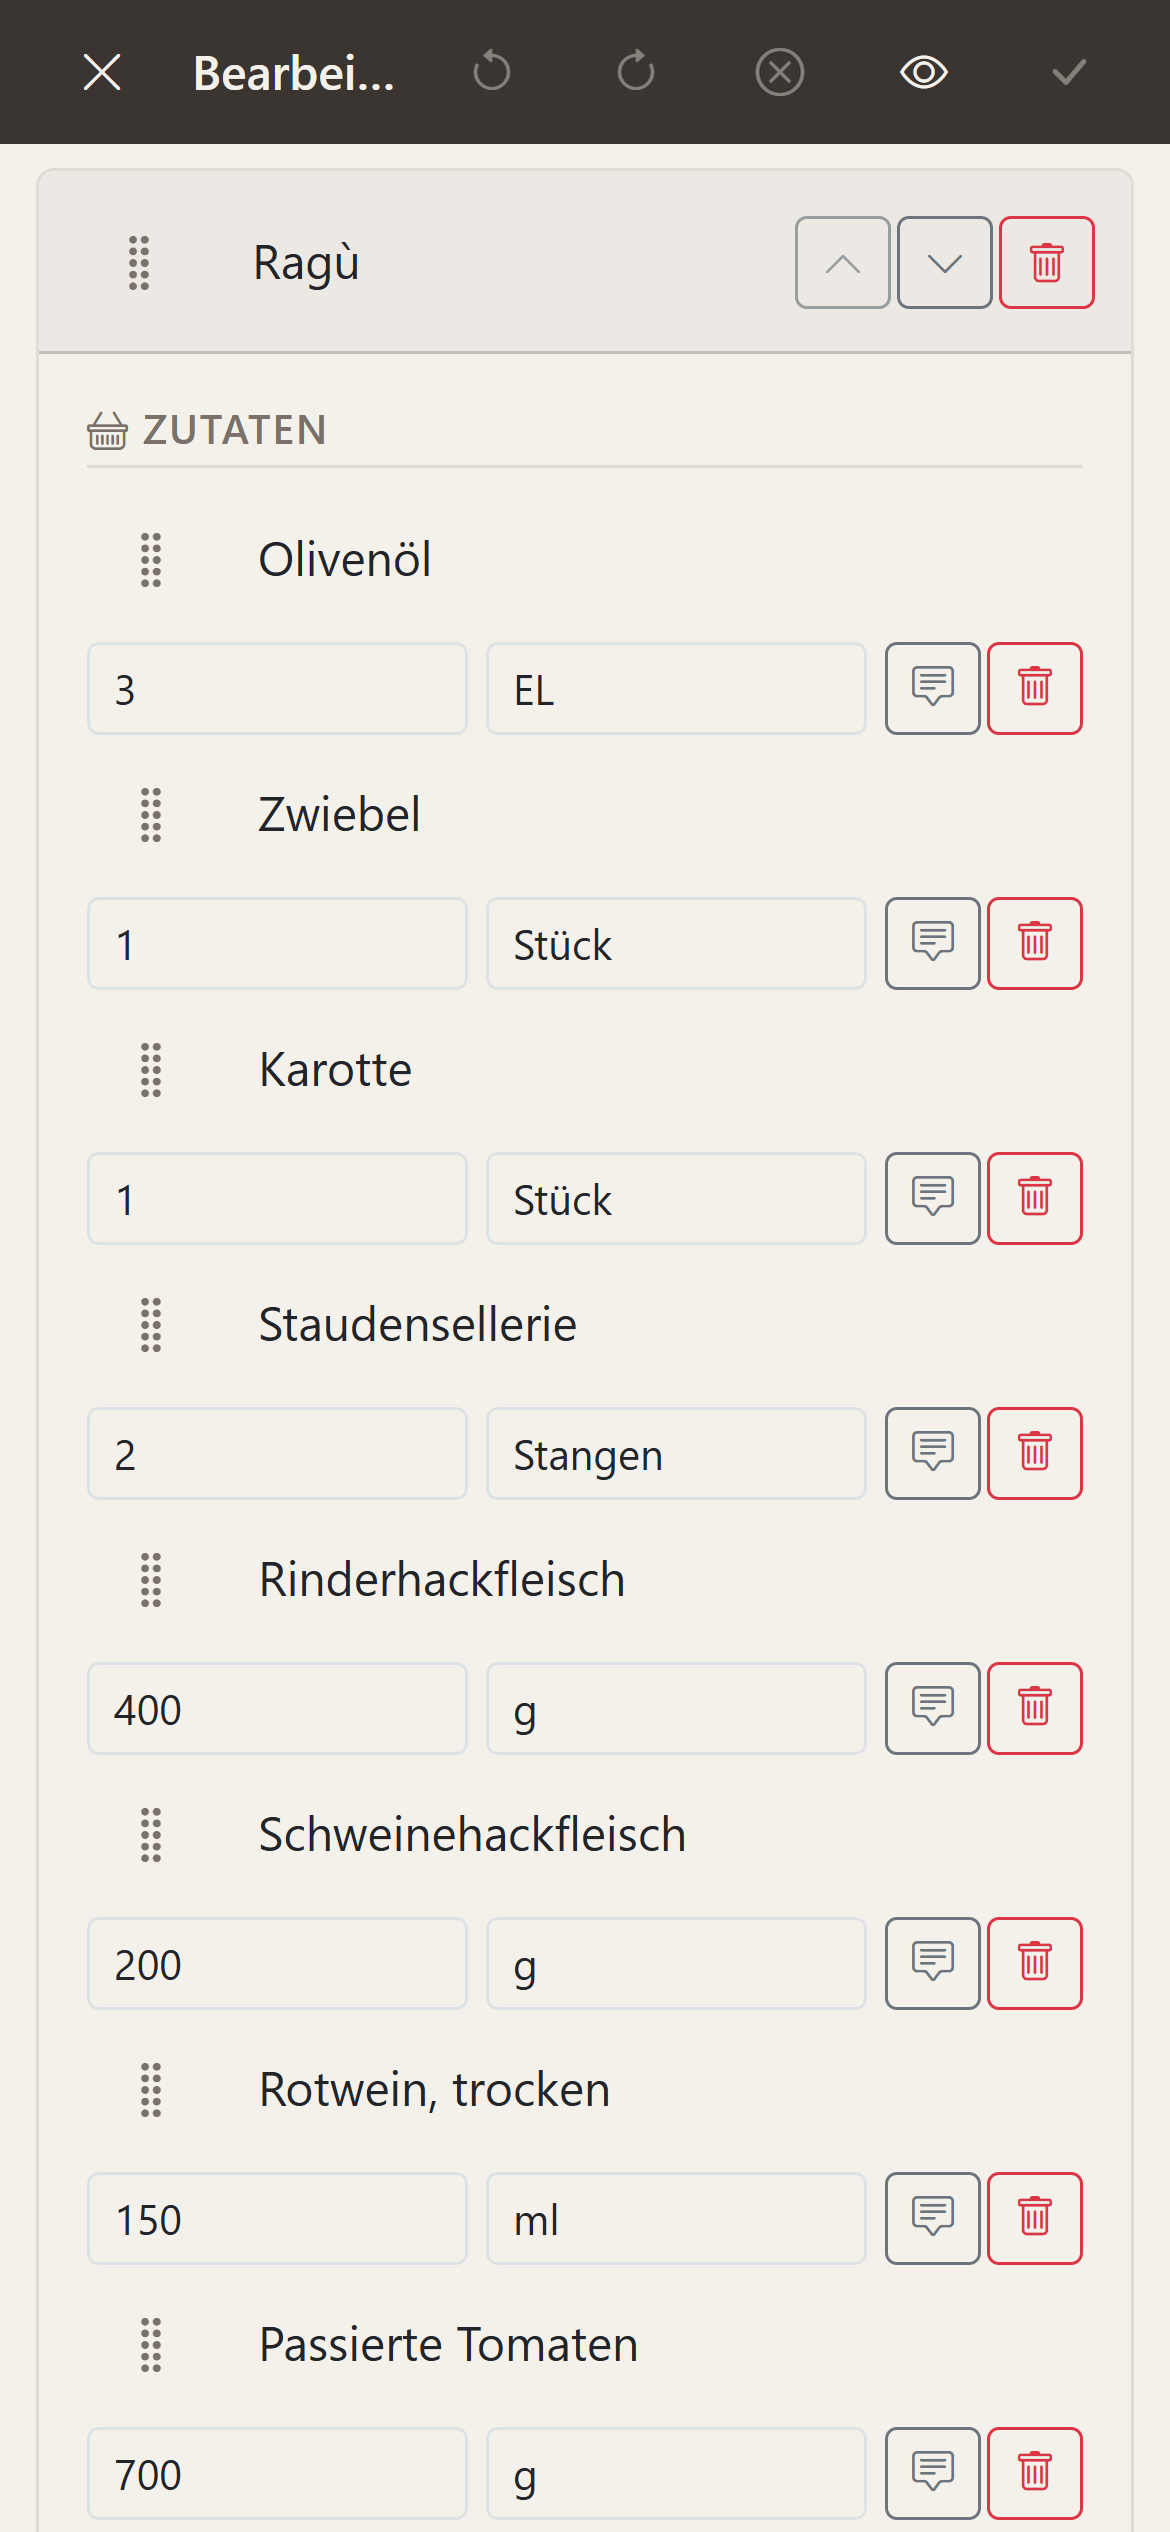 Bearbei...
Ragù
ZUTATEN
Olivenöl
3 EL
Zwiebel
1 Stück
Karotte
1 Stück
Staudensellerie
2 Stangen
Rinderhackfleisch
400 g
Schweinehackfleisch
200 g
Rotwein, trocken
150 ml
Passierte Tomaten
700 g